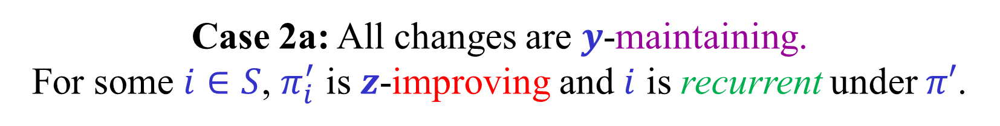 Case 2a: All changes are y-maintaining.
For some i ∈ S, π′ᵢ is z-improving and i is recurrent under π′.